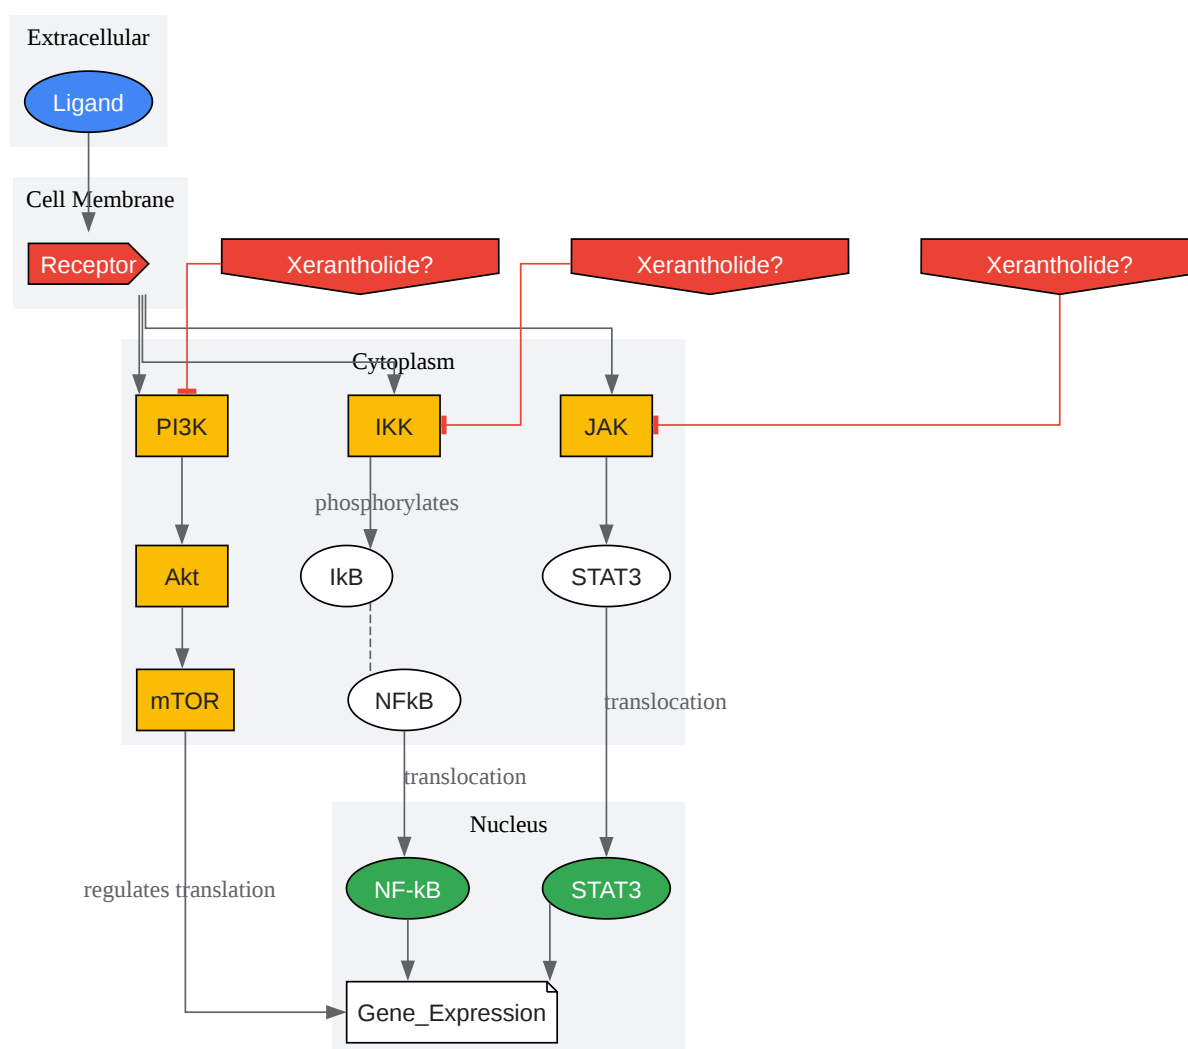 Extracellular
Ligand
Cell Membrane
Receptor
Xerantholide?
Xerantholide?
Xerantholide?
Cytoplasm
PI3K
IKK
JAK
phosphorylates
Akt
IkB
STAT3
mTOR
NFkB
translocation
translocation
Nucleus
regulates translation
NF-kB
STAT3
Gene_Expression